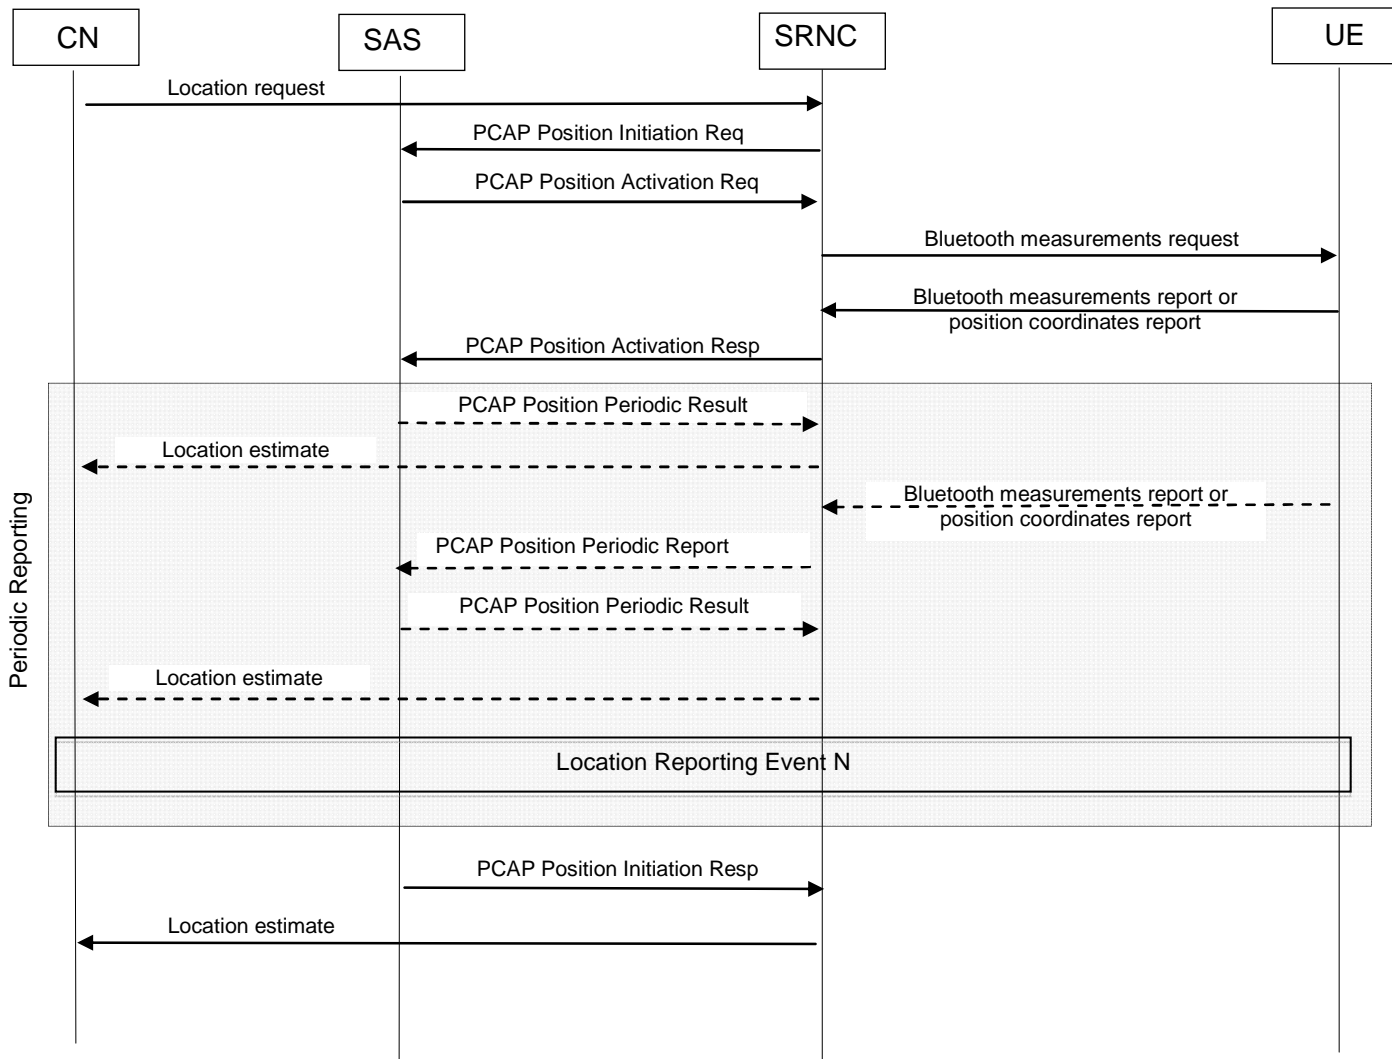 CN
SAS
SRNC
UE
Location request
PCAP Position Initiation Req
PCAP Position Activation Req
Bluetooth measurements request
Bluetooth measurements report or
position coordinates report
PCAP Position Activation Resp
Periodic Reporting
PCAP Position Periodic Result
Location estimate
Bluetooth measurements report or
position coordinates report
PCAP Position Periodic Report
PCAP Position Periodic Result
Location estimate
Location Reporting Event N
PCAP Position Initiation Resp
Location estimate